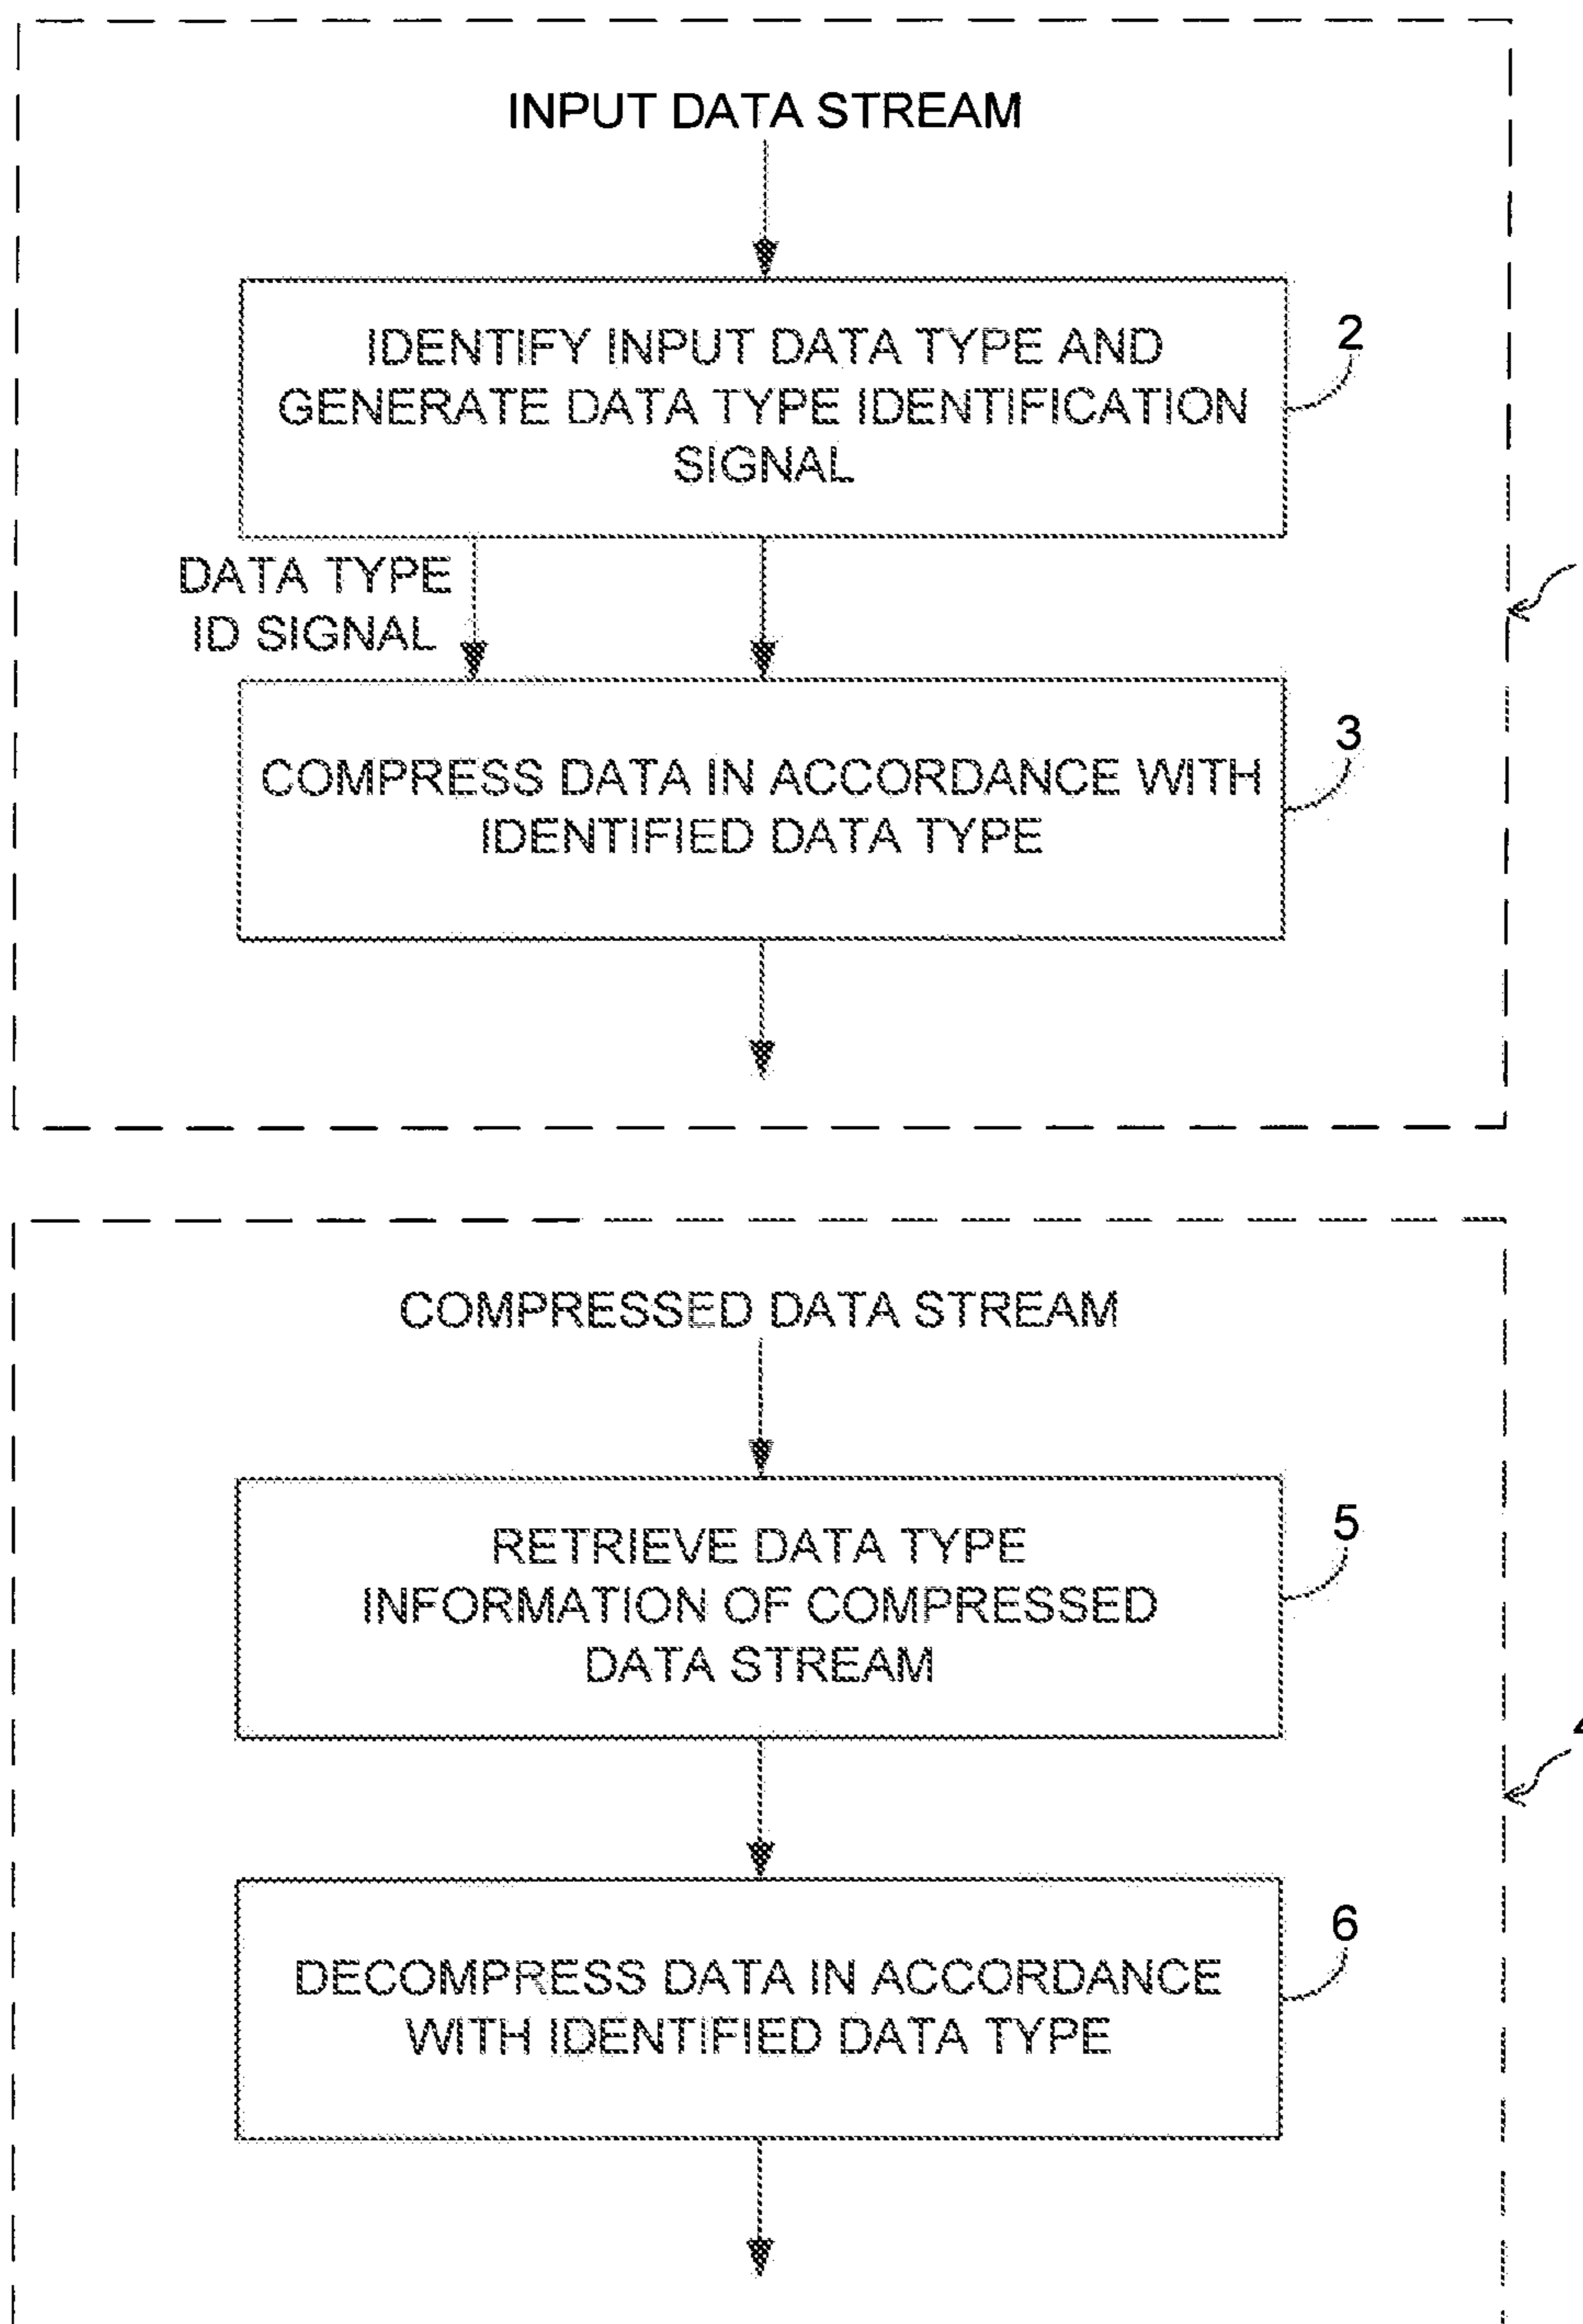 INPUT DATA STREAM
IDENTIFY INPUT DATA TYPE AND
GENERATE DATA TYPE IDENTIFICATION
SIGNAL
2
DATA TYPE
ID SIGNAL
COMPRESS DATA IN ACCORDANCE WITH
IDENTIFIED DATA TYPE
3
COMPRESSED DATA STREAM
RETRIEVE DATA TYPE
INFORMATION OF COMPRESSED
DATA STREAM
5
DECOMPRESS DATA IN ACCORDANCE
WITH IDENTIFIED DATA TYPE
6